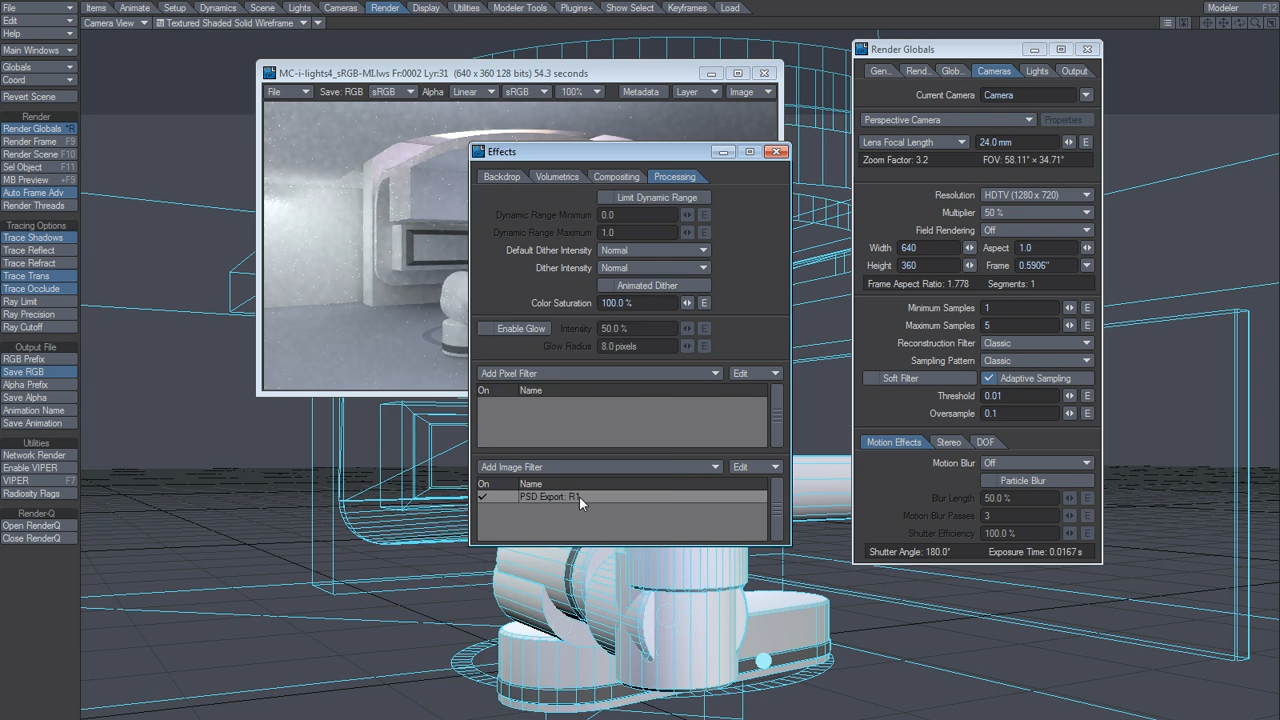 File
Items Animate Setup Dynamics Scene Lights Cameras Render Display Utilities Modeler Tools Plugins+ Show Select Keyframes Load
Modeler F12
Edit
Camera View
Textured Shaded Solid Wireframe
Help
Main Windows
Globals
Coord
Revert Scene
Render
Render Globals ^R
Render Frame F9
Render Scene F10
Sel Object F11
MB Preview +F9
Auto Frame Adv
Render Threads
Tracing Options
Trace Shadows
Trace Reflect
Trace Refract
Trace Trans
Trace Occlude
Ray Limit
Ray Precision
Ray Cutoff
Output File
RGB Prefix
Save RGB
Alpha Prefix
Save Alpha
Animation Name
Save Animation
Utilities
Network Render
Enable VIPER
VIPER F7
Radiosity Flags
Render-Q
Open RenderQ
Close RenderQ
MC-i-lights4_sRGB-MI.lws Fr:0002 Lyr:31 (640 x 360 128 bits) 54.3 seconds
File Save: RGB sRGB Alpha Linear sRGB 100% Metadata Layer Image
Effects
Backdrop Volumetrics Compositing Processing
Limit Dynamic Range
Dynamic Range Minimum 0.0 E
Dynamic Range Maximum 1.0 E
Default Dither Intensity Normal
Dither Intensity Normal
Animated Dither
Color Saturation 100.0 % E
Enable Glow Intensity 50.0 % E
Glow Radius 8.0 pixels E
Add Pixel Filter Edit
On Name
Add Image Filter Edit
On Name
PSD Export: R1
Render Globals
Gen... Rend... Glob... Cameras Lights Output
Current Camera Camera
Perspective Camera Properties
Lens Focal Length 24.0 mm E
Zoom Factor: 3.2 FOV: 58.11° × 34.71°
Resolution HDTV (1280 x 720)
Multiplier 50 %
Field Rendering Off
Width 640 Aspect 1.0
Height 360 Frame 0.5906"
Frame Aspect Ratio: 1.778 Segments: 1
Minimum Samples 1 E
Maximum Samples 5 E
Reconstruction Filter Classic
Sampling Pattern Classic
Soft Filter Adaptive Sampling
Threshold 0.01 E
Oversample 0.1 E
Motion Effects Stereo DOF
Motion Blur Off
Particle Blur
Blur Length 50.0 % E
Motion Blur Passes 3 E
Shutter Efficiency 100.0 % E
Shutter Angle: 180.0° Exposure Time: 0.0167 s